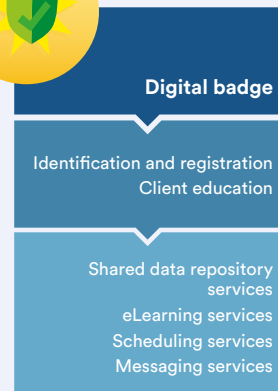 Digital badge
Identification and registration
Client education
Shared data repository
services
eLearning services
Scheduling services
Messaging services